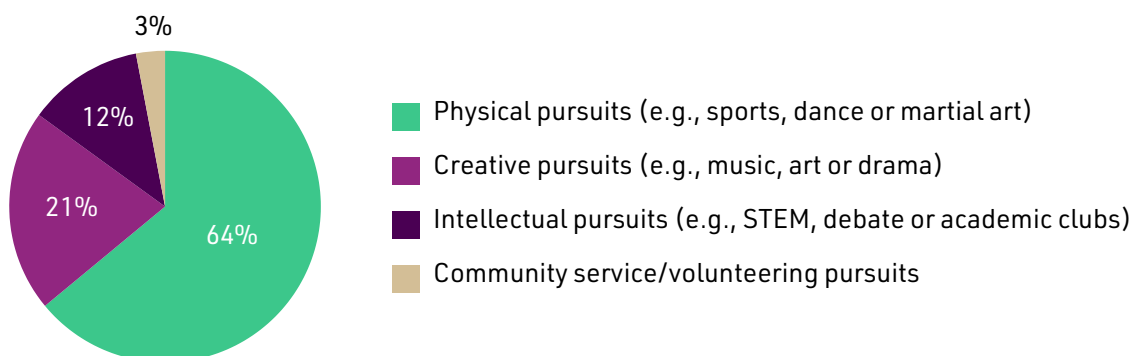 3%
12%
21%
64%
Physical pursuits (e.g., sports, dance or martial art)
Creative pursuits (e.g., music, art or drama)
Intellectual pursuits (e.g., STEM, debate or academic clubs)
Community service/volunteering pursuits